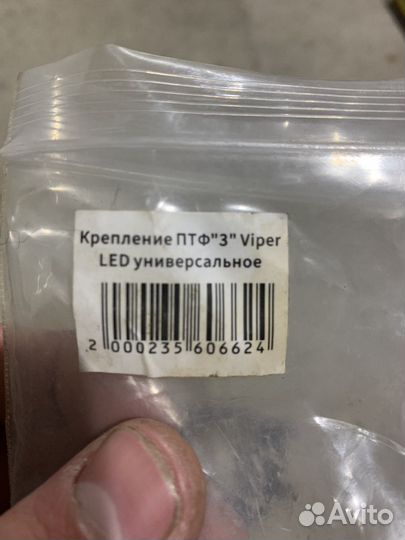 Крепление ПТФ"3" Viper
LED универсальное
2 000235 606624
Avito